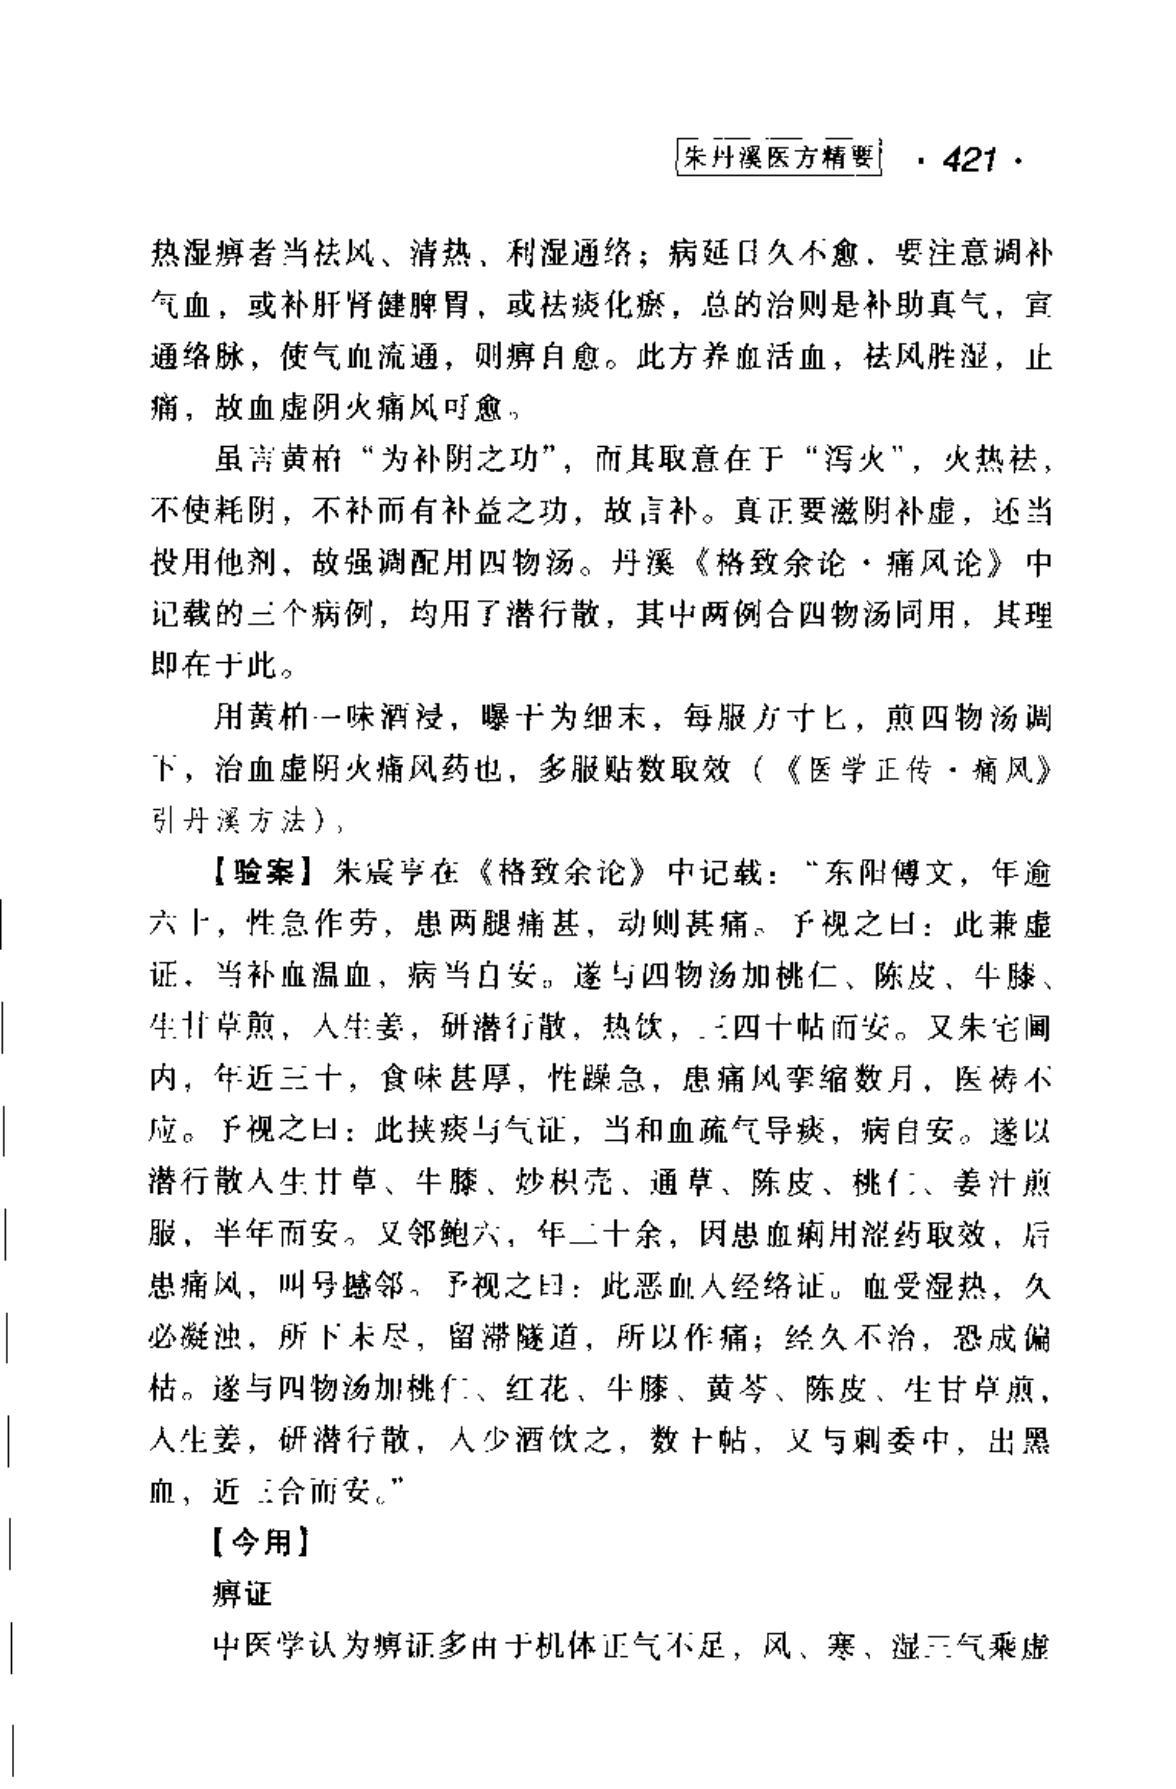 朱丹溪医方精要 · 421 ·
热湿痹者当祛风、清热、利湿通络；病延日久不愈，要注意调补
气血，或补肝肾健脾胃，或祛痰化瘀，总的治则是补助真气，宣
通络脉，使气血流通，则痹自愈。此方养血活血，祛风胜湿，止
痛，故血虚阴火痛风可愈。
虽言黄柏“为补阴之功”，而其取意在于“泻火”，火热祛，
不使耗阴，不补而有补益之功，故言补。真正要滋阴补虚，还当
投用他剂，故强调配用四物汤。丹溪《格致余论·痛风论》中
记载的三个病例，均用了潜行散，其中两例合四物汤同用，其理
即在于此。
用黄柏一味酒浸，曝干为细末，每服方寸匕，煎四物汤调
下，治血虚阴火痛风药也，多服贴数取效（《医学正传·痛风》
引丹溪方法）。
【验案】朱震亨在《格致余论》中记载：“东阳傅文，年逾
六十，性急作劳，患两腿痛甚，动则甚痛。予视之曰：此兼虚
证，当补血温血，病当自安。遂与四物汤加桃仁、陈皮、牛膝、
生甘草煎，人生姜，研潜行散，热饮，三四十帖而安。又朱宅阃
内，年近三十，食味甚厚，性躁急，患痛风挛缩数月，医祷不
应。予视之曰：此挟痰与气证，当和血疏气导痰，病自安。遂以
潜行散人生甘草、牛膝、炒枳壳、通草、陈皮、桃仁、姜汁煎
服，半年而安。又邻鲍六，年二十余，因患血痢用涩药取效，后
患痛风，叫号撼邻。予视之曰：此恶血人经络证。血受湿热，久
必凝浊，所下未尽，留滞隧道，所以作痛；经久不治，恐成偏
枯。遂与四物汤加桃仁、红花、牛膝、黄芩、陈皮、生甘草煎，
人生姜，研潜行散，人少酒饮之，数十帖，又与刺委中，出黑
血，近三合而安。”
【今用】
痹证
中医学认为痹证多由于机体正气不足，风、寒、湿三气乘虚